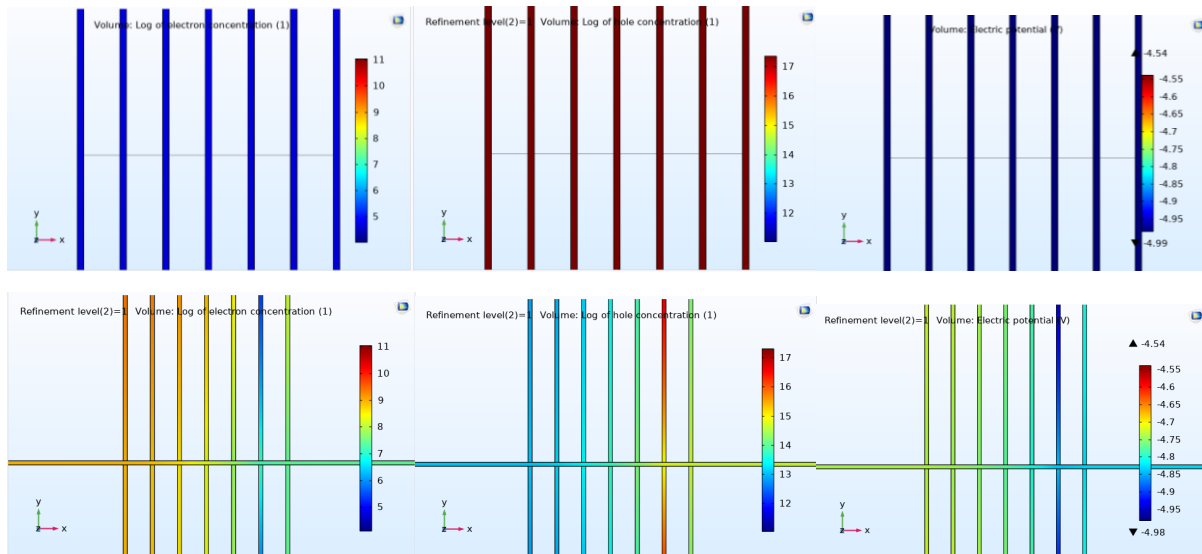 Volume: Log of electron concentration (1)
11
10
9
8
7
6
5
y
z
x
Refinement level(2)=1 Volume: Log of hole concentration (1)
17
16
15
14
13
12
y
z
x
Volume: Electric potential (V)
▲ -4.54
-4.55
-4.6
-4.65
-4.7
-4.75
-4.8
-4.85
-4.9
-4.95
▼ -4.99
y
z
x
Refinement level(2)=1 Volume: Log of electron concentration (1)
11
10
9
8
7
6
5
y
z
x
Refinement level(2)=1 Volume: Log of hole concentration (1)
17
16
15
14
13
12
y
z
x
Refinement level(2)=1 Volume: Electric potential (V)
▲ -4.54
-4.55
-4.6
-4.65
-4.7
-4.75
-4.8
-4.85
-4.9
-4.95
▼ -4.98
y
z
x